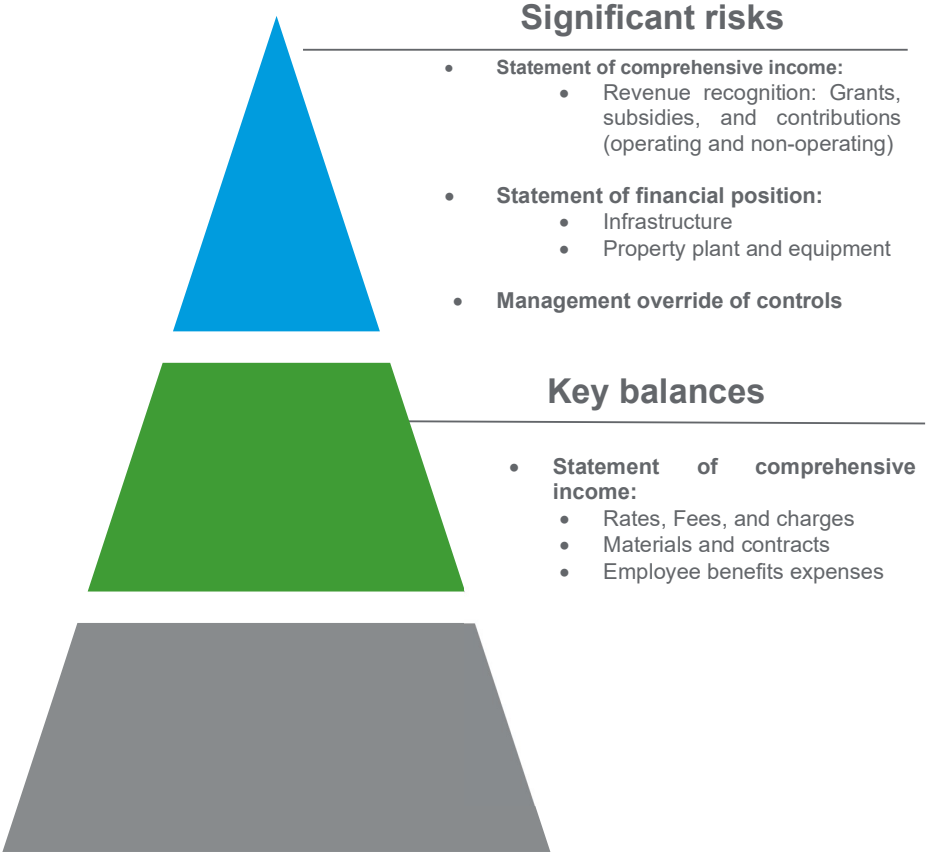 Significant risks
• Statement of comprehensive income:
• Revenue recognition: Grants,
subsidies, and contributions
(operating and non-operating)
• Statement of financial position:
• Infrastructure
• Property plant and equipment
• Management override of controls
Key balances
• Statement of comprehensive
income:
• Rates, Fees, and charges
• Materials and contracts
• Employee benefits expenses